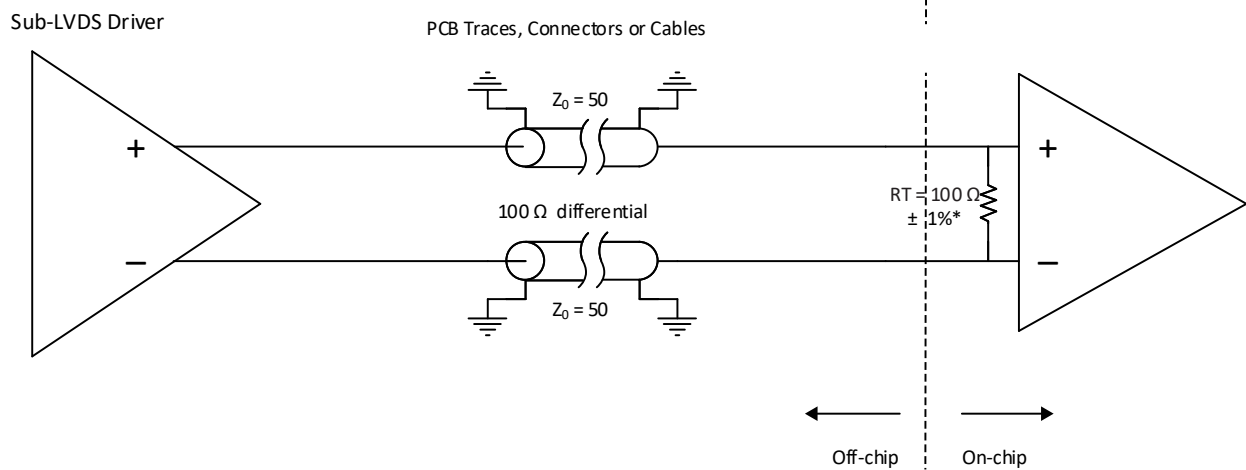 Sub-LVDS Driver
PCB Traces, Connectors or Cables
Z₀ = 50
+
+
RT = 100 Ω
± 1%*
100 Ω differential
−
−
Z₀ = 50
Off-chip
On-chip